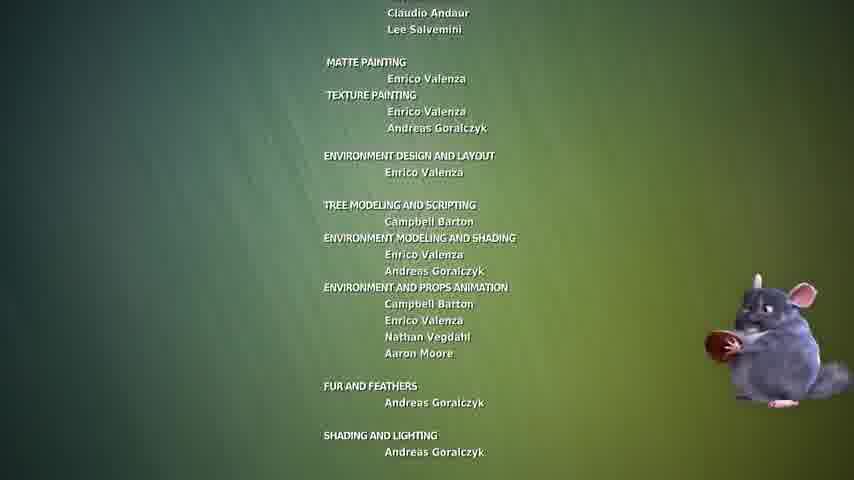 Claudio Andaur
Lee Salvemini
MATTE PAINTING
Enrico Valenza
TEXTURE PAINTING
Enrico Valenza
Andreas Goralczyk
ENVIRONMENT DESIGN AND LAYOUT
Enrico Valenza
TREE MODELING AND SCRIPTING
Campbell Barton
ENVIRONMENT MODELING AND SHADING
Enrico Valenza
Andreas Goralczyk
ENVIRONMENT AND PROPS ANIMATION
Campbell Barton
Enrico Valenza
Nathan Vegdahl
Aaron Moore
FUR AND FEATHERS
Andreas Goralczyk
SHADING AND LIGHTING
Andreas Goralczyk